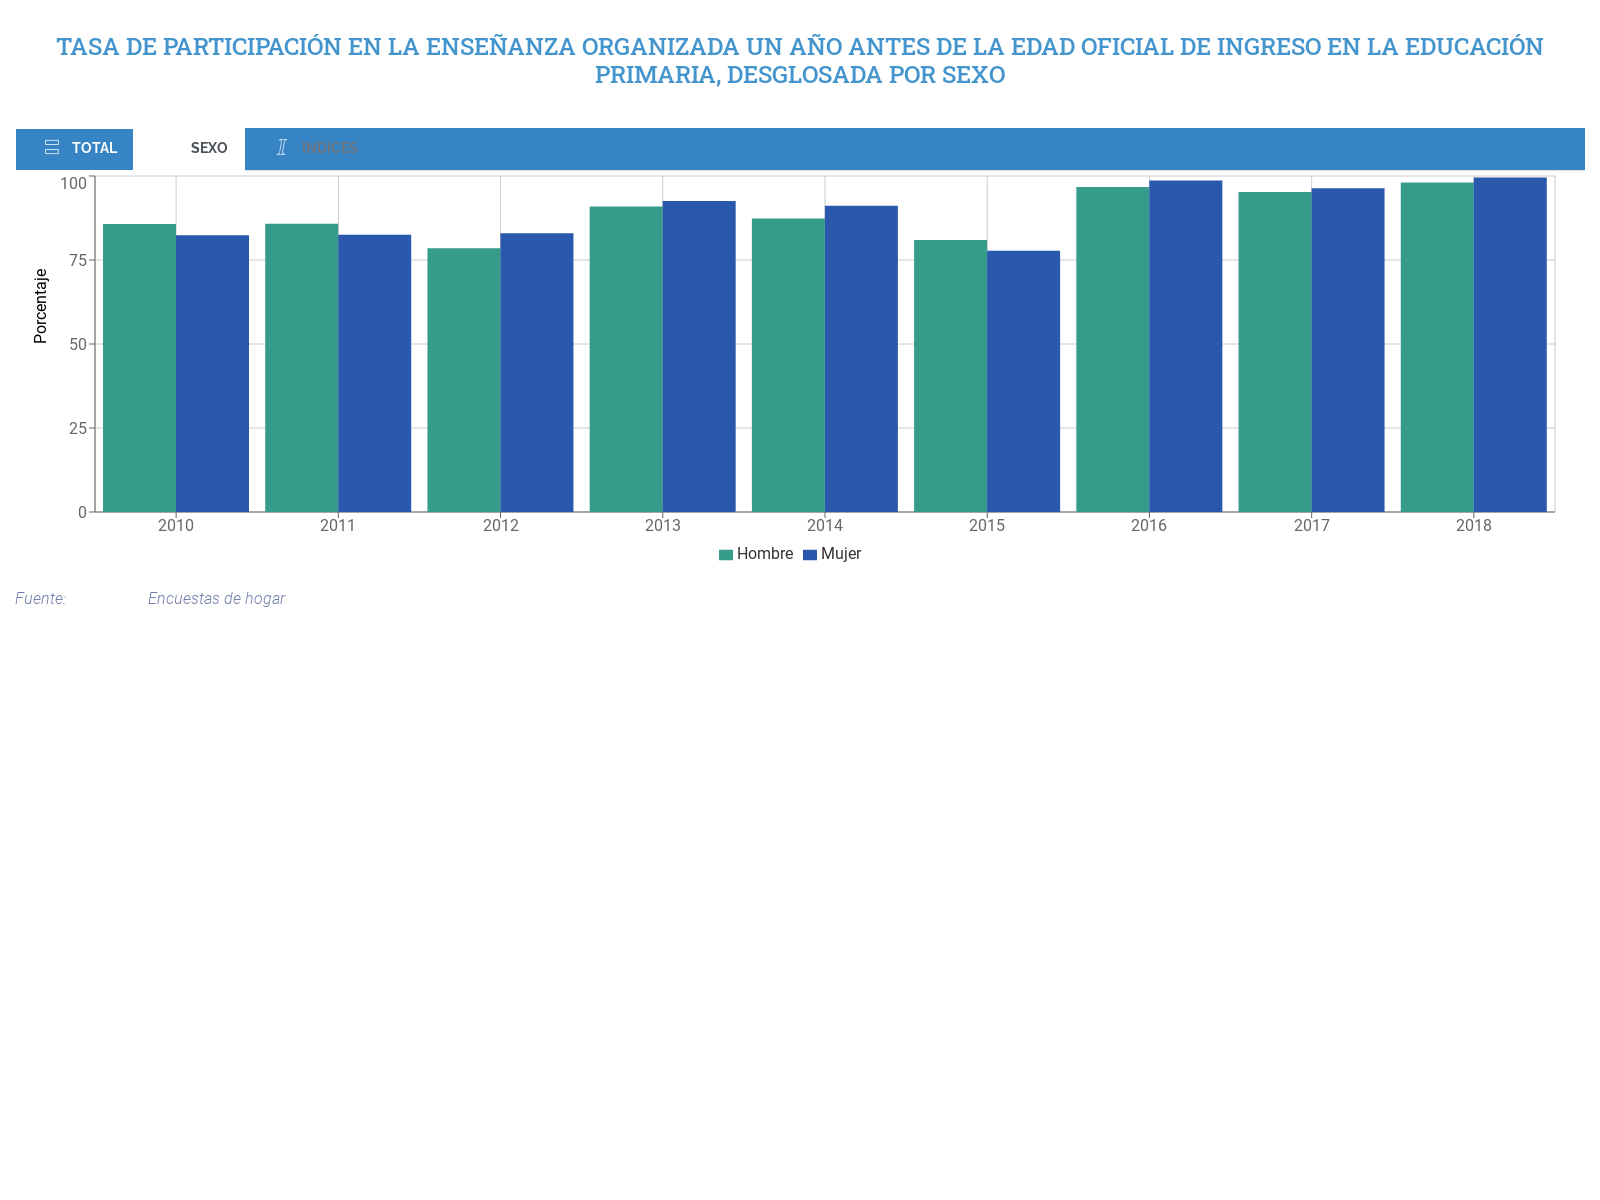 TASA DE PARTICIPACIÓN EN LA ENSEÑANZA ORGANIZADA UN AÑO ANTES DE LA EDAD OFICIAL DE INGRESO EN LA EDUCACIÓN
PRIMARIA, DESGLOSADA POR SEXO
TOTAL SEXO ÍNDICES
100
75
50
25
0
Porcentaje
2010 2011 2012 2013 2014 2015 2016 2017 2018
Hombre Mujer
Fuente: Encuestas de hogar